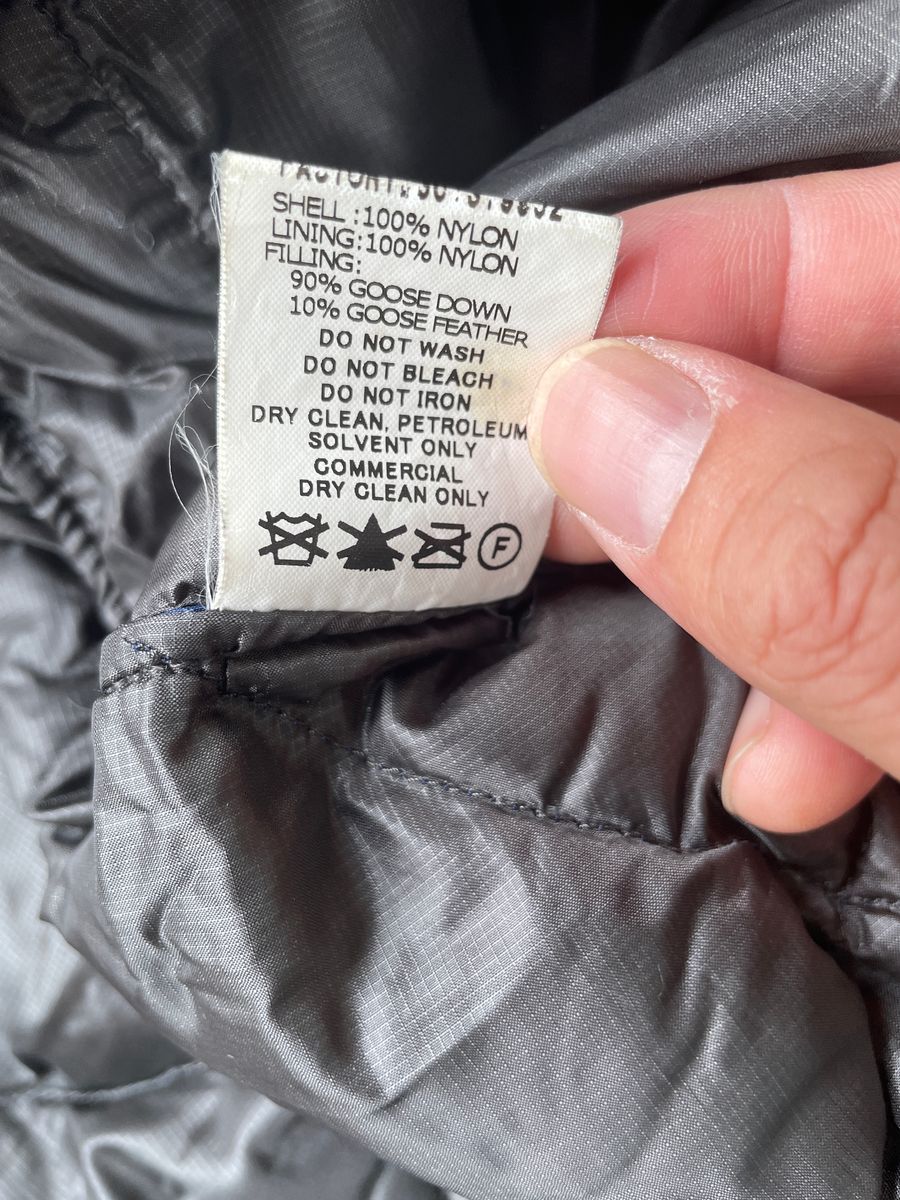 SHELL :100% NYLON
LINING:100% NYLON
FILLING:
90% GOOSE DOWN
10% GOOSE FEATHER
DO NOT WASH
DO NOT BLEACH
DO NOT IRON
DRY CLEAN, PETROLEUM
SOLVENT ONLY
COMMERCIAL
DRY CLEAN ONLY
F